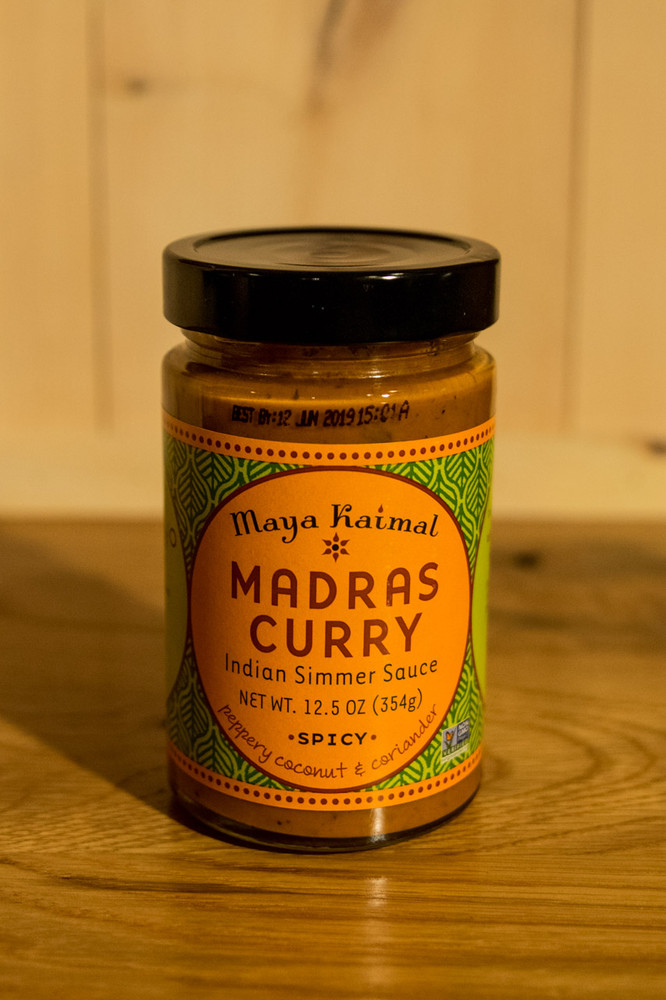 BEST BY:12 JUN 2019 15:01A
Maya Kaimal
MADRAS
CURRY
Indian Simmer Sauce
NET WT. 12.5 OZ (354g)
•SPICY•
peppery coconut & coriander